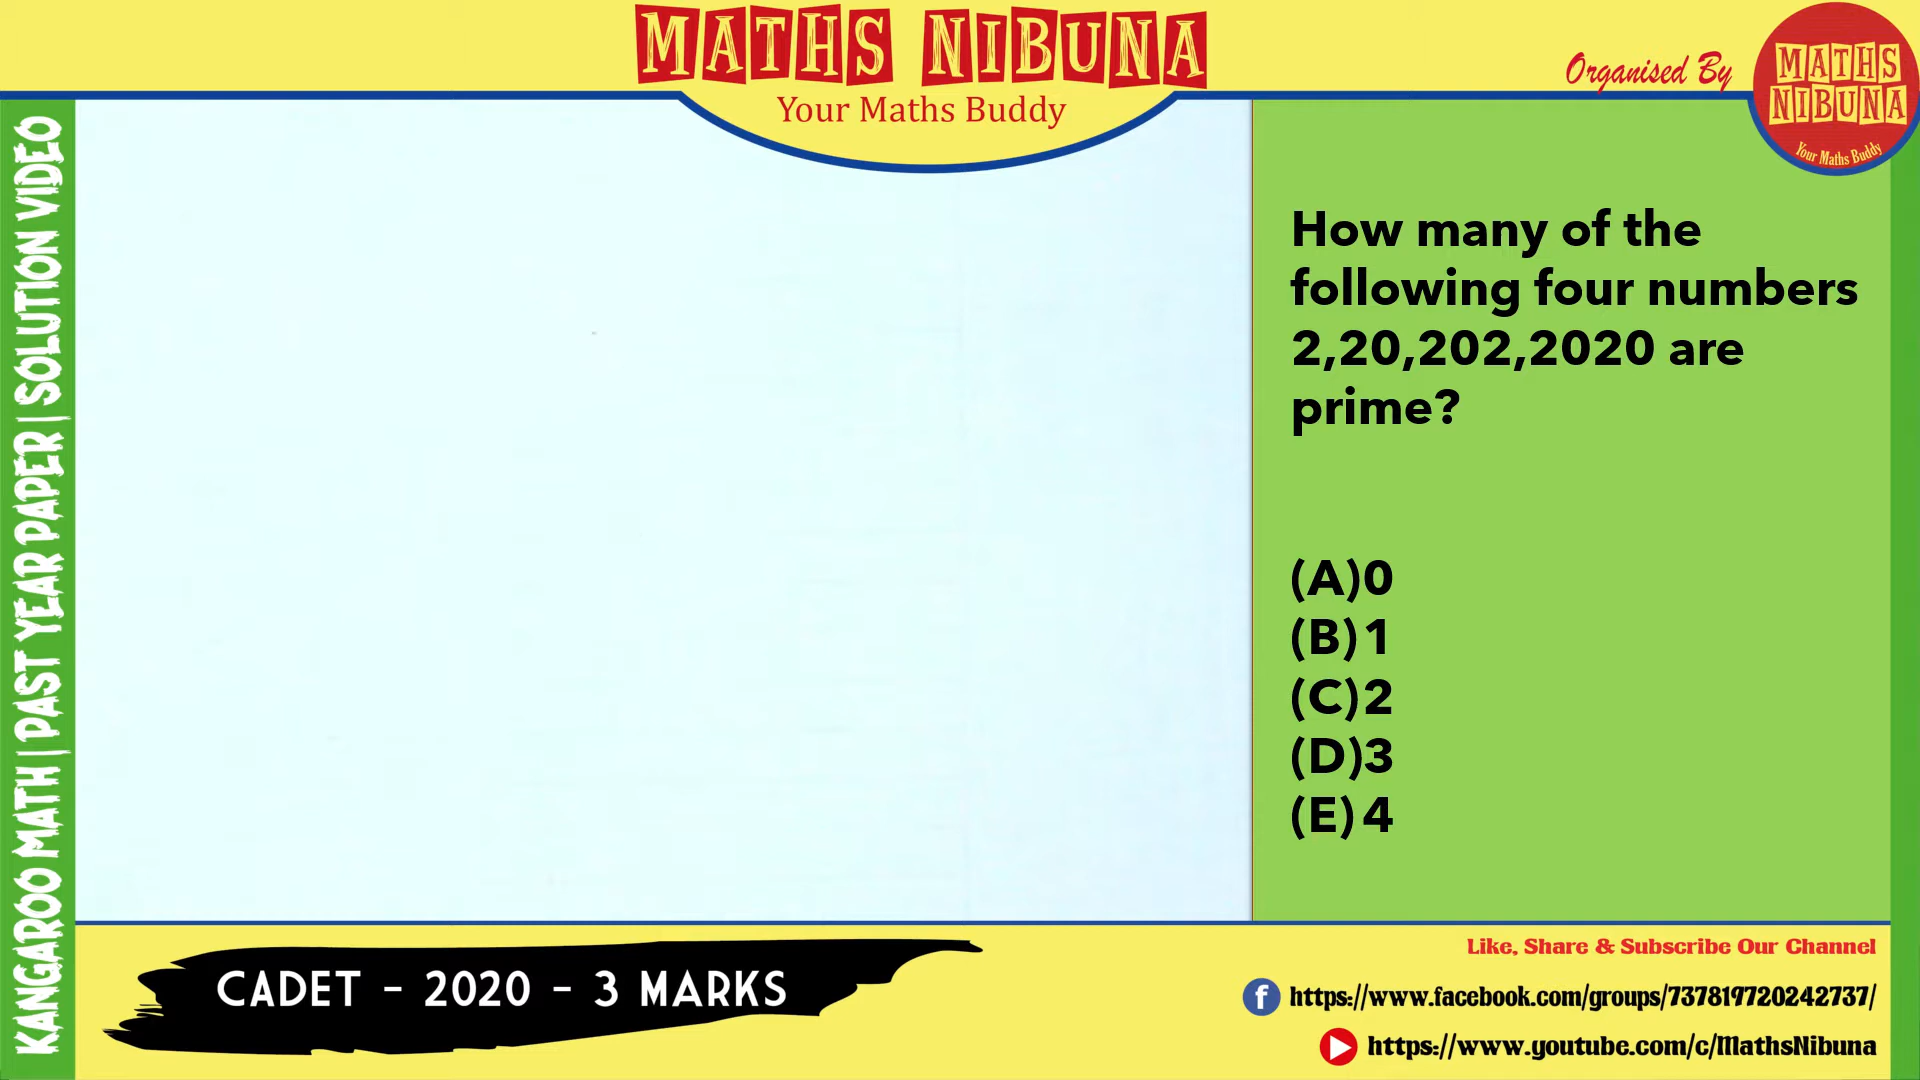 MATHS NIBUNA
Your Maths Buddy
Organised By
MATHS
NIBUNA
Your Maths Buddy
KANGAROO MATH | PAST YEAR PAPER | SOLUTION VIDEO
How many of the
following four numbers
2,20,202,2020 are
prime?
(A)0
(B)1
(C)2
(D)3
(E)4
CADET - 2020 - 3 MARKS
Like, Share & Subscribe Our Channel
f https://www.facebook.com/groups/737819720242737/
https://www.youtube.com/c/MathsNibuna